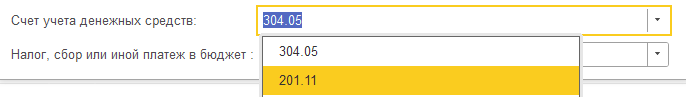 Счет учета денежных средств: 304.05
304.05
Налог, сбор или иной платеж в бюджет :
201.11